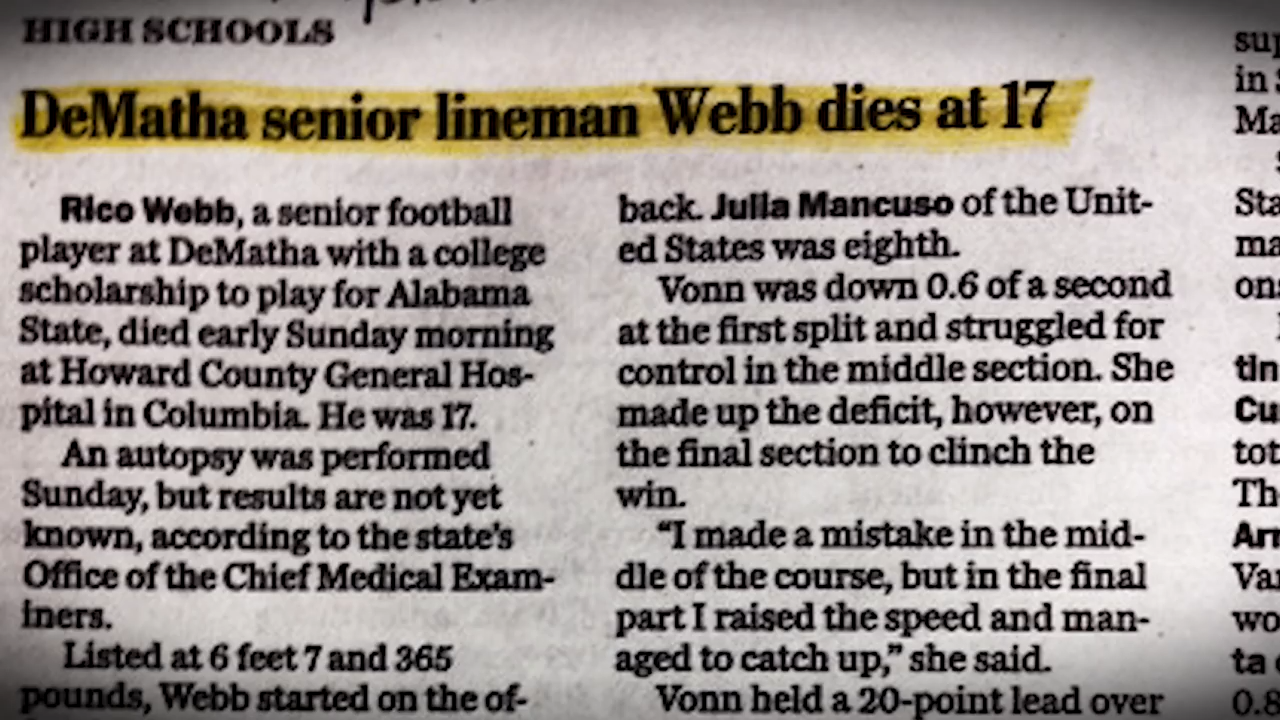 HIGH SCHOOLS
DeMatha senior lineman Webb dies at 17
Rico Webb, a senior football
player at DeMatha with a college
scholarship to play for Alabama
State, died early Sunday morning
at Howard County General Hos-
pital in Columbia. He was 17.
An autopsy was performed
Sunday, but results are not yet
known, according to the state's
Office of the Chief Medical Exam-
iners.
Listed at 6 feet 7 and 365
pounds, Webb started on the of-
back. Julia Mancuso of the Unit-
ed States was eighth.
Vonn was down 0.6 of a second
at the first split and struggled for
control in the middle section. She
made up the deficit, however, on
the final section to clinch the
win.
“I made a mistake in the mid-
dle of the course, but in the final
part I raised the speed and man-
aged to catch up,” she said.
Vonn held a 20-point lead over
in